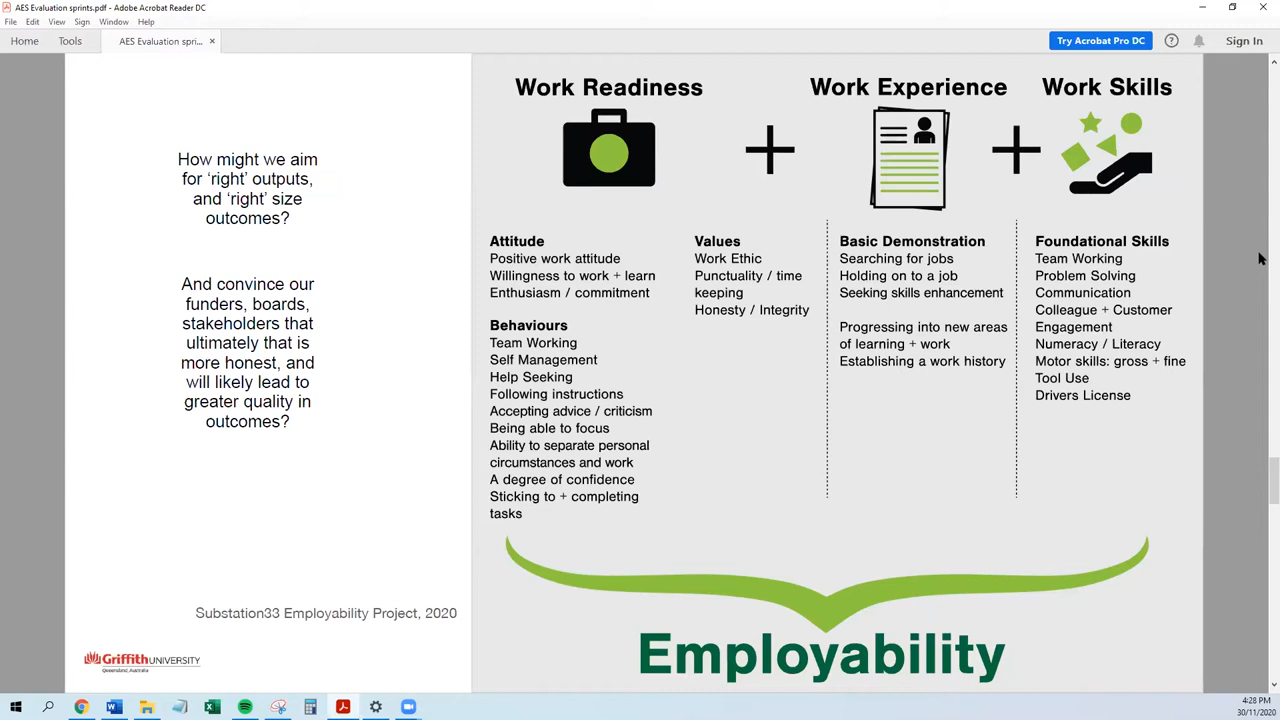 AES Evaluation sprints.pdf - Adobe Acrobat Reader DC
File Edit View Sign Window Help
Home Tools AES Evaluation spri... × Try Acrobat Pro DC ? Sign In
How might we aim
for ‘right’ outputs,
and ‘right’ size
outcomes?
And convince our
funders, boards,
stakeholders that
ultimately that is
more honest, and
will likely lead to
greater quality in
outcomes?
Substation33 Employability Project, 2020
Griffith UNIVERSITY
Queensland, Australia
Work Readiness + Work Experience + Work Skills
Attitude
Positive work attitude
Willingness to work + learn
Enthusiasm / commitment
Behaviours
Team Working
Self Management
Help Seeking
Following instructions
Accepting advice / criticism
Being able to focus
Ability to separate personal
circumstances and work
A degree of confidence
Sticking to + completing
tasks
Values
Work Ethic
Punctuality / time
keeping
Honesty / Integrity
Basic Demonstration
Searching for jobs
Holding on to a job
Seeking skills enhancement
Progressing into new areas
of learning + work
Establishing a work history
Foundational Skills
Team Working
Problem Solving
Communication
Colleague + Customer
Engagement
Numeracy / Literacy
Motor skills: gross + fine
Tool Use
Drivers License
Employability
4:28 PM
30/11/2020